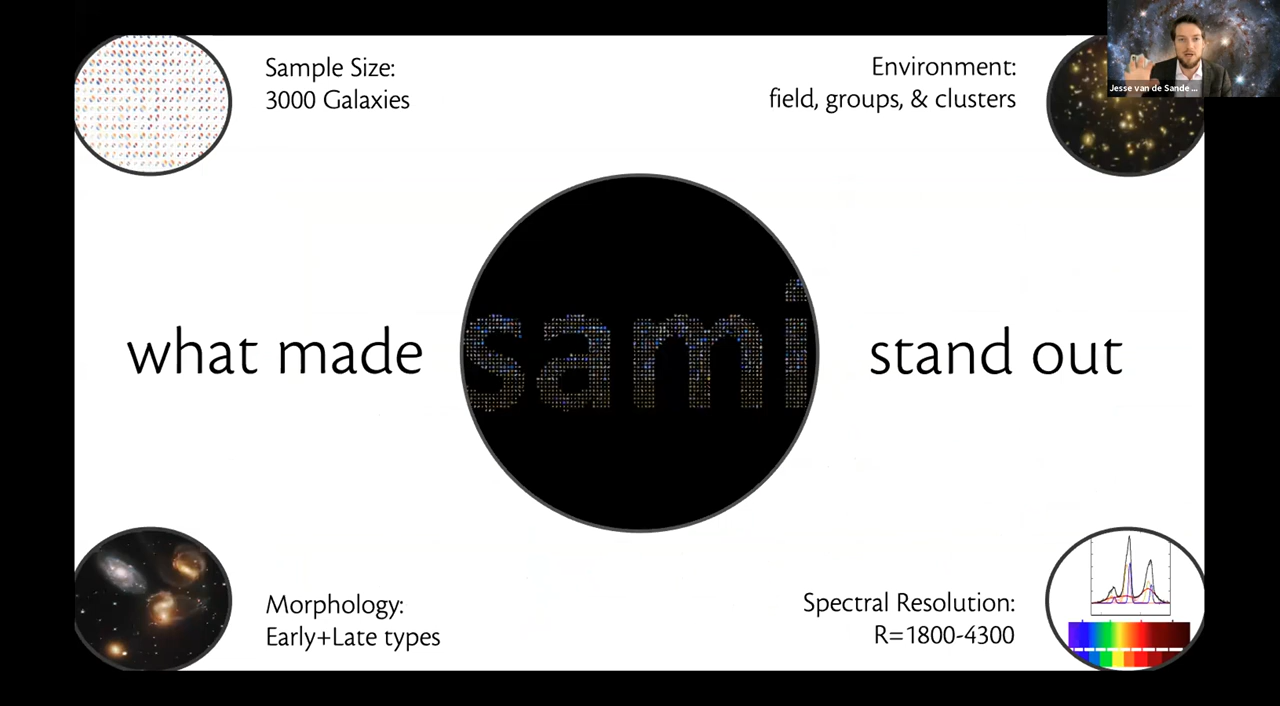 Sample Size:
3000 Galaxies
Environment:
field, groups, & clusters
Jesse van de Sande ...
what made
sami
stand out
Morphology:
Early+Late types
Spectral Resolution:
R=1800-4300